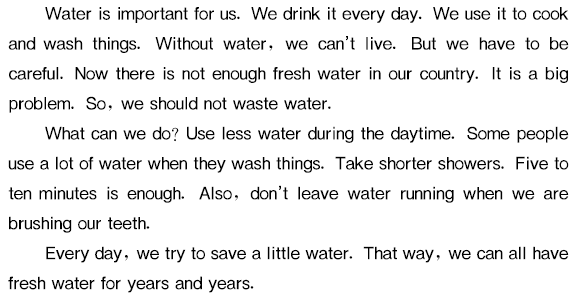 Water is important for us. We drink it every day. We use it to cook
and wash things. Without water, we can't live. But we have to be
careful. Now there is not enough fresh water in our country. It is a big
problem. So, we should not waste water.
What can we do? Use less water during the daytime. Some people
use a lot of water when they wash things. Take shorter showers. Five to
ten minutes is enough. Also, don't leave water running when we are
brushing our teeth.
Every day, we try to save a little water. That way, we can all have
fresh water for years and years.